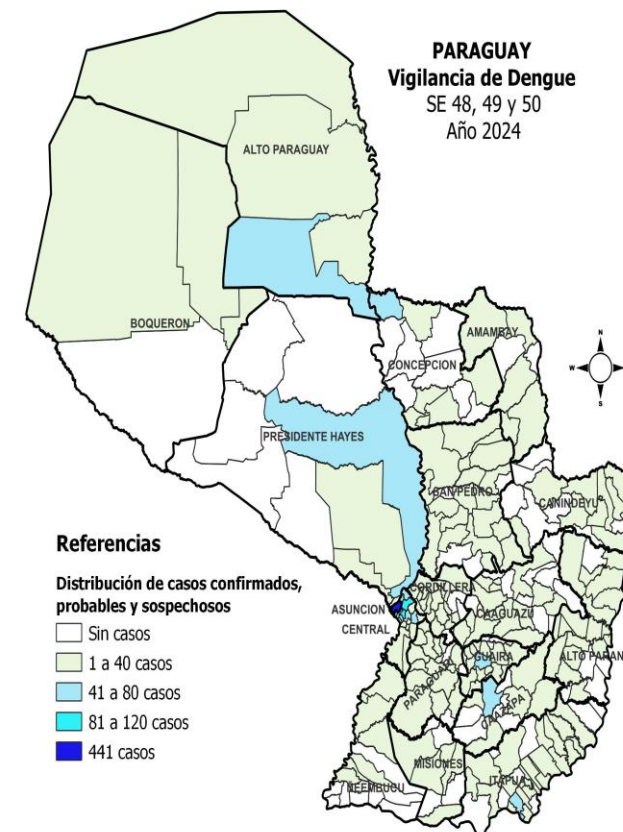 PARAGUAY
Vigilancia de Dengue
SE 48, 49 y 50
Año 2024
ALTO PARAGUAY
BOQUERON
AMAMBAY
CONCEPCION
N
W
E
S
PRESIDENTE HAYES
SAN PEDRO
CANINDEYU
Referencias
Distribución de casos confirmados,
probables y sospechosos
Sin casos
1 a 40 casos
41 a 80 casos
81 a 120 casos
441 casos
CORDILLERA
ASUNCION
CAAGUAZU
CENTRAL
GUAIRA
ALTO PARAN
PARAGUARI
CAAZAPA
MISIONES
ITAPUA
ÑEEMBUCU